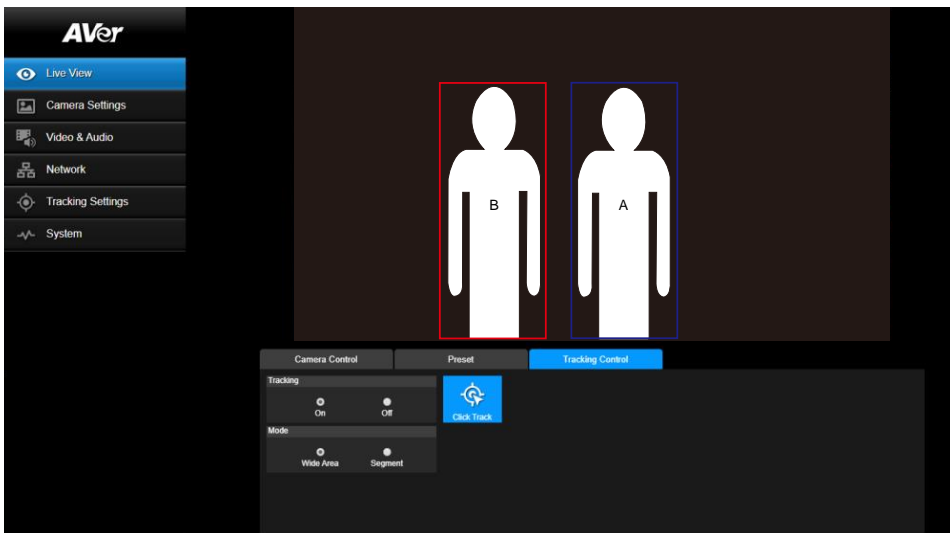 AVer
Live View
Camera Settings
Video & Audio
Network
Tracking Settings
System
B
A
Camera Control
Preset
Tracking Control
Tracking
On
Off
Click Track
Mode
Wide Area
Segment